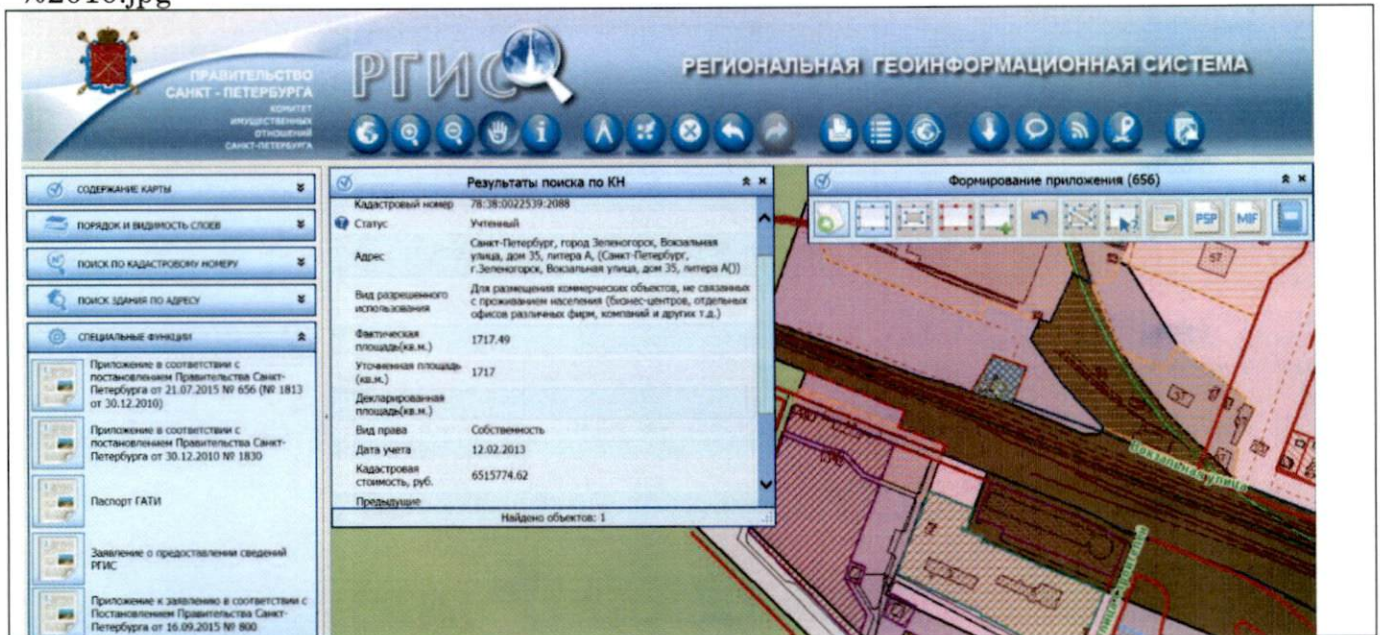 %2010.jpg
ПРАВИТЕЛЬСТВО
САНКТ - ПЕТЕРБУРГА
КОМИТЕТ
ИМУЩЕСТВЕННЫХ
ОТНОШЕНИЙ
САНКТ-ПЕТЕРБУРГА
РГИС
РЕГИОНАЛЬНАЯ ГЕОИНФОРМАЦИОННАЯ СИСТЕМА
СОДЕРЖАНИЕ КАРТЫ
ПОРЯДОК И ВИДИМОСТЬ СЛОЕВ
ПОИСК ПО КАДАСТРОВОМУ НОМЕРУ
ПОИСК ЗДАНИЯ ПО АДРЕСУ
СПЕЦИАЛЬНЫЕ ФУНКЦИИ
Приложение в соответствии с
постановлением Правительства Санкт-
Петербурга от 21.07.2015 № 656 (№ 1813
от 30.12.2010)
Приложение в соответствии с
постановлением Правительства Санкт-
Петербурга от 30.12.2010 № 1830
Паспорт ГАТИ
Заявление о предоставлении сведений
РГИС
Приложение к заявлению в соответствии с
Постановлением Правительства Санкт-
Петербурга от 16.09.2015 № 800
Результаты поиска по КН
Кадастровый номер 78:38:0022539:2088
Статус Учтенный
Адрес Санкт-Петербург, город Зеленогорск, Вокзальная
улица, дом 35, литера А, (Санкт-Петербург,
г.Зеленогорск, Вокзальная улица, дом 35, литера А())
Вид разрешенного
использования
Для размещения коммерческих объектов, не связанных
с проживанием населения (бизнес-центров, отдельных
офисов различных фирм, компаний и других т.д.)
Фактическая
площадь(кв.м.)
1717.49
Уточненная площадь
(кв.м.)
1717
Декларированная
площадь(кв.м.)
Вид права Собственность
Дата учета 12.02.2013
Кадастровая
стоимость, руб.
6515774.62
Предыдущие
Найдено объектов: 1
Формирование приложения (656)
PSP
MIF
57
Вокзальная улица